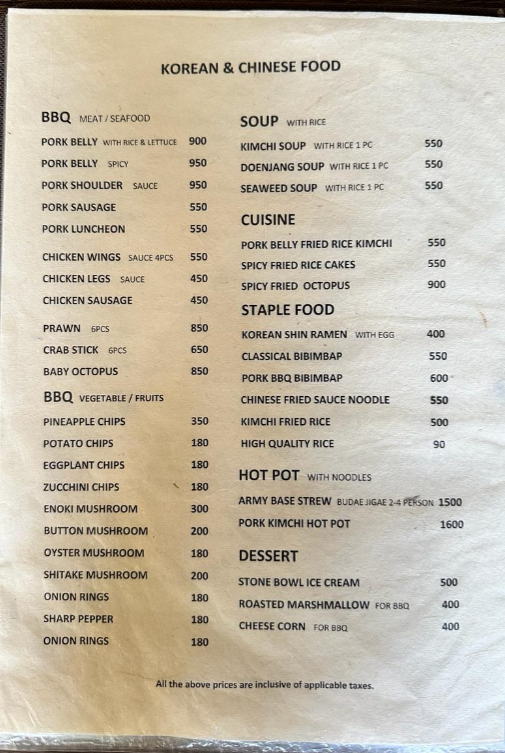 KOREAN & CHINESE FOOD
BBQ MEAT / SEAFOOD
PORK BELLY WITH RICE & LETTUCE 900
PORK BELLY SPICY 950
PORK SHOULDER SAUCE 950
PORK SAUSAGE 550
PORK LUNCHEON 550
CHICKEN WINGS SAUCE 4PCS 550
CHICKEN LEGS SAUCE 450
CHICKEN SAUSAGE 450
PRAWN 6PCS 850
CRAB STICK 6PCS 650
BABY OCTOPUS 850
BBQ VEGETABLE / FRUITS
PINEAPPLE CHIPS 350
POTATO CHIPS 180
EGGPLANT CHIPS 180
ZUCCHINI CHIPS 180
ENOKI MUSHROOM 300
BUTTON MUSHROOM 200
OYSTER MUSHROOM 180
SHITAKE MUSHROOM 200
ONION RINGS 180
SHARP PEPPER 180
ONION RINGS 180
SOUP WITH RICE
KIMCHI SOUP WITH RICE 1 PC 550
DOENJANG SOUP WITH RICE 1 PC 550
SEAWEED SOUP WITH RICE 1 PC 550
CUISINE
PORK BELLY FRIED RICE KIMCHI 550
SPICY FRIED RICE CAKES 550
SPICY FRIED OCTOPUS 900
STAPLE FOOD
KOREAN SHIN RAMEN WITH EGG 400
CLASSICAL BIBIMBAP 550
PORK BBQ BIBIMBAP 600
CHINESE FRIED SAUCE NOODLE 550
KIMCHI FRIED RICE 500
HIGH QUALITY RICE 90
HOT POT WITH NOODLES
ARMY BASE STREW BUDAE JIGAE 2-4 PERSON 1500
PORK KIMCHI HOT POT 1600
DESSERT
STONE BOWL ICE CREAM 500
ROASTED MARSHMALLOW FOR BBQ 400
CHEESE CORN FOR BBQ 400
All the above prices are inclusive of applicable taxes.